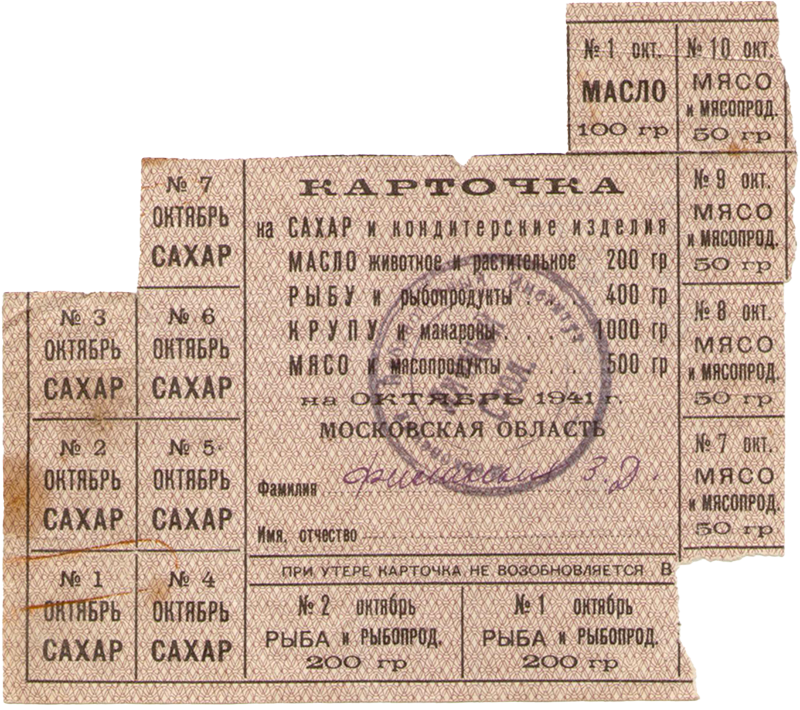 № 1 окт.
МАСЛО
100 гр
№ 10 окт.
МЯСО
и МЯСОПРОД.
50 гр
№ 7
ОКТЯБРЬ
САХАР
КАРТОЧКА
на САХАР и кондитерские изделия
МАСЛО животное и растительное 200 гр
РЫБУ и рыбопродукты . . 400 гр
КРУПУ и макароны . . . 1000 гр
МЯСО и мясопродукты . . . . 500 гр
на ОКТЯБРЬ 1941 г.
МОСКОВСКАЯ ОБЛАСТЬ
Фамилия З. Д.
Имя, отчество
№ 9 окт.
МЯСО
и МЯСОПРОД.
50 гр
№ 3
ОКТЯБРЬ
САХАР
№ 6
ОКТЯБРЬ
САХАР
№ 8 окт.
МЯСО
и МЯСОПРОД.
50 гр
№ 2
ОКТЯБРЬ
САХАР
№ 5
ОКТЯБРЬ
САХАР
№ 7 окт.
МЯСО
и МЯСОПРОД.
50 гр
№ 1
ОКТЯБРЬ
САХАР
№ 4
ОКТЯБРЬ
САХАР
ПРИ УТЕРЕ КАРТОЧКА НЕ ВОЗОБНОВЛЯЕТСЯ В
№ 2 октябрь
РЫБА и РЫБОПРОД.
200 гр
№ 1 октябрь
РЫБА и РЫБОПРОД.
200 гр
Институт